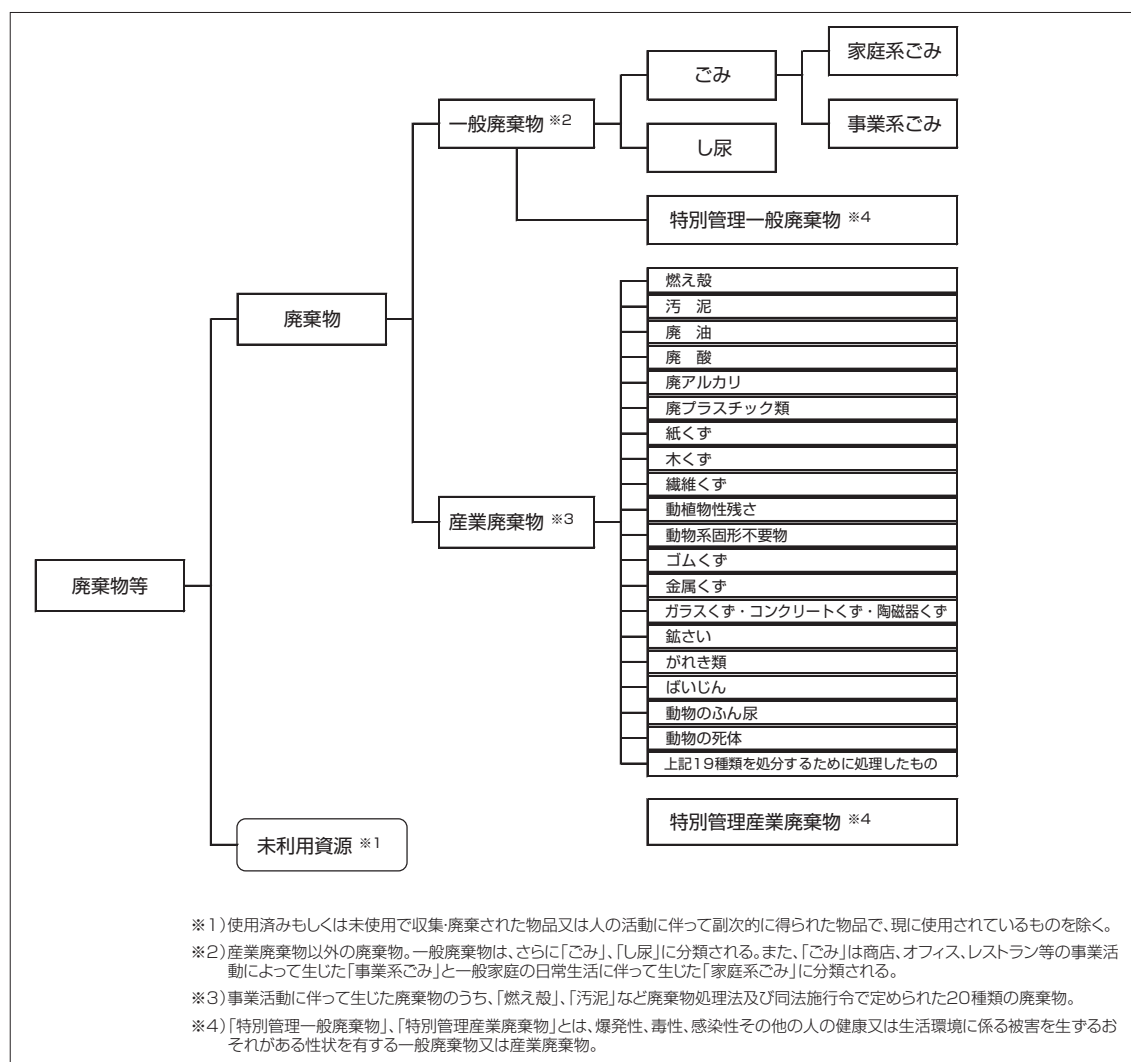 家庭系ごみ
ごみ
一般廃棄物 ※2
事業系ごみ
し尿
特別管理一般廃棄物 ※4
燃え殻
汚　泥
廃棄物
廃　油
廃　酸
廃アルカリ
廃プラスチック類
紙くず
木くず
繊維くず
動植物性残さ
産業廃棄物 ※3
動物系固形不要物
ゴムくず
金属くず
廃棄物等
ガラスくず・コンクリートくず・陶磁器くず
鉱さい
がれき類
ばいじん
動物のふん尿
動物の死体
上記19種類を処分するために処理したもの
特別管理産業廃棄物 ※4
未利用資源 ※1
※1)使用済みもしくは未使用で収集・廃棄された物品又は人の活動に伴って副次的に得られた物品で、現に使用されているものを除く。
※2)産業廃棄物以外の廃棄物。一般廃棄物は、さらに「ごみ」、「し尿」に分類される。また、「ごみ」は商店、オフィス、レストラン等の事業活
動によって生じた「事業系ごみ」と一般家庭の日常生活に伴って生じた「家庭系ごみ」に分類される。
※3)事業活動に伴って生じた廃棄物のうち、「燃え殻」、「汚泥」など廃棄物処理法及び同法施行令で定められた20種類の廃棄物。
※4)「特別管理一般廃棄物」、「特別管理産業廃棄物」とは、爆発性、毒性、感染性その他の人の健康又は生活環境に係る被害を生ずるお
それがある性状を有する一般廃棄物又は産業廃棄物。